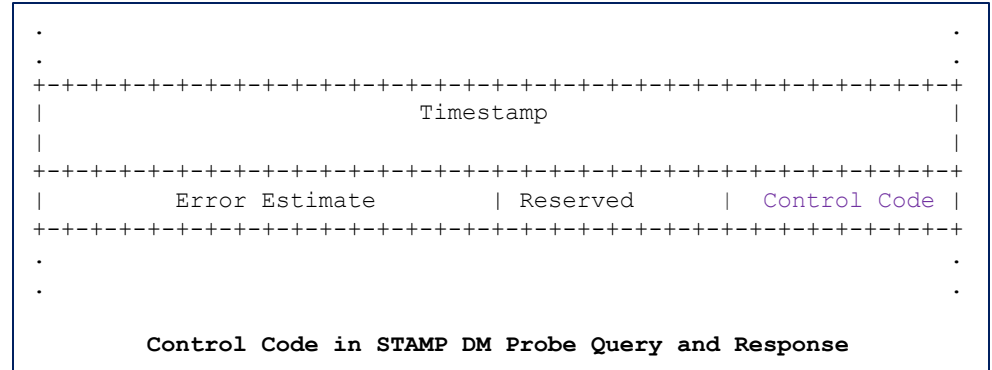 .                                                               .
.                                                               .
+-+-+-+-+-+-+-+-+-+-+-+-+-+-+-+-+-+-+-+-+-+-+-+-+-+-+-+-+-+-+-+-+
|                          Timestamp                            |
|                                                               |
+-+-+-+-+-+-+-+-+-+-+-+-+-+-+-+-+-+-+-+-+-+-+-+-+-+-+-+-+-+-+-+-+
|         Error Estimate        | Reserved      |  Control Code |
+-+-+-+-+-+-+-+-+-+-+-+-+-+-+-+-+-+-+-+-+-+-+-+-+-+-+-+-+-+-+-+-+
.                                                               .
.                                                               .
Control Code in STAMP DM Probe Query and Response